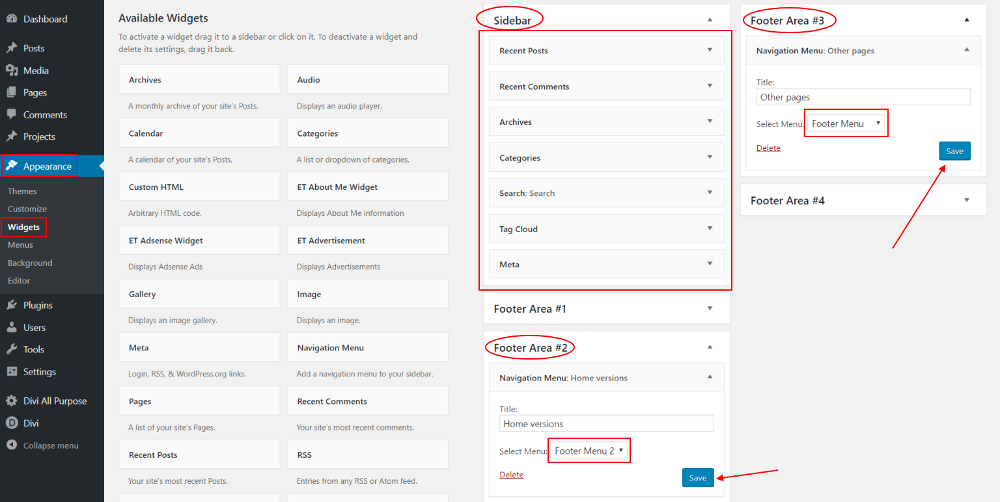 Dashboard
Posts
Media
Pages
Comments
Projects
Appearance
Themes
Customize
Widgets
Menus
Background
Editor
Plugins
Users
Tools
Settings
Divi All Purpose
D Divi
Collapse menu
Available Widgets
To activate a widget drag it to a sidebar or click on it. To deactivate a widget and
delete its settings, drag it back.
Archives
A monthly archive of your site's Posts.
Audio
Displays an audio player.
Calendar
A calendar of your site's Posts.
Categories
A list or dropdown of categories.
Custom HTML
Arbitrary HTML code.
ET About Me Widget
Displays About Me Information
ET Adsense Widget
Displays Adsense Ads
ET Advertisement
Displays Advertisements
Gallery
Displays an image gallery.
Image
Displays an image.
Meta
Login, RSS, & WordPress.org links.
Navigation Menu
Add a navigation menu to your sidebar.
Pages
A list of your site's Pages.
Recent Comments
Your site's most recent comments.
Recent Posts
Your site's most recent Posts.
RSS
Entries from any RSS or Atom feed.
Sidebar
Recent Posts
Recent Comments
Archives
Categories
Search: Search
Tag Cloud
Meta
Footer Area #1
Footer Area #2
Navigation Menu: Home versions
Title:
Home versions
Select Menu: Footer Menu 2
Delete
Save
Footer Area #3
Navigation Menu: Other pages
Title:
Other pages
Select Menu: Footer Menu
Delete
Save
Footer Area #4